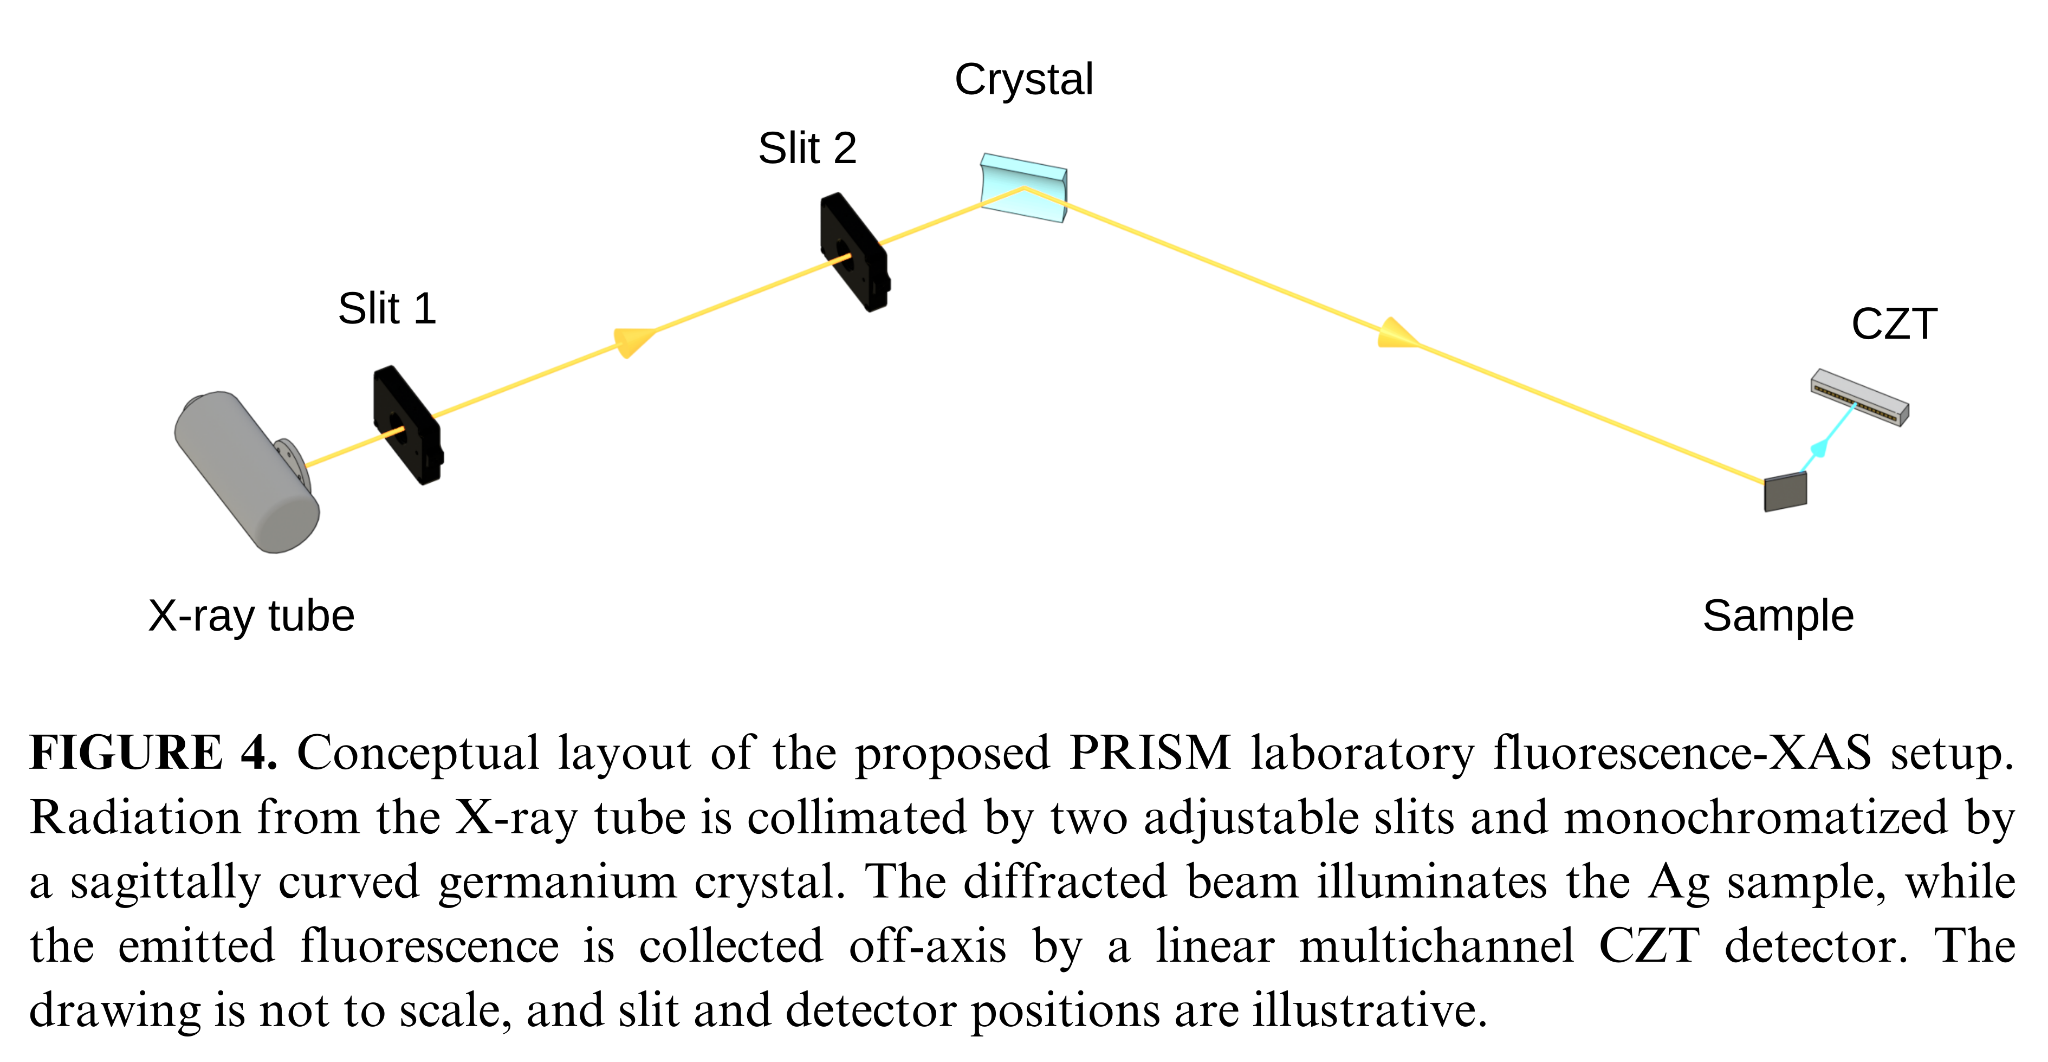 Crystal
Slit 2
Slit 1
CZT
X-ray tube
Sample
FIGURE 4. Conceptual layout of the proposed PRISM laboratory fluorescence-XAS setup.
Radiation from the X-ray tube is collimated by two adjustable slits and monochromatized by
a sagittally curved germanium crystal. The diffracted beam illuminates the Ag sample, while
the emitted fluorescence is collected off-axis by a linear multichannel CZT detector. The
drawing is not to scale, and slit and detector positions are illustrative.